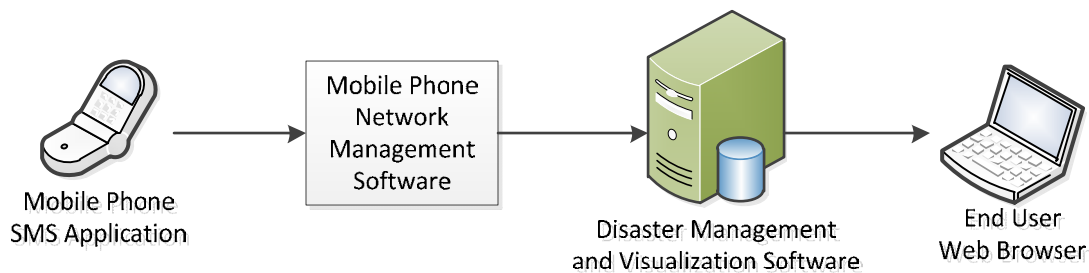 Mobile Phone
SMS Application
Mobile Phone
Network
Management
Software
Disaster Management
and Visualization Software
End User
Web Browser